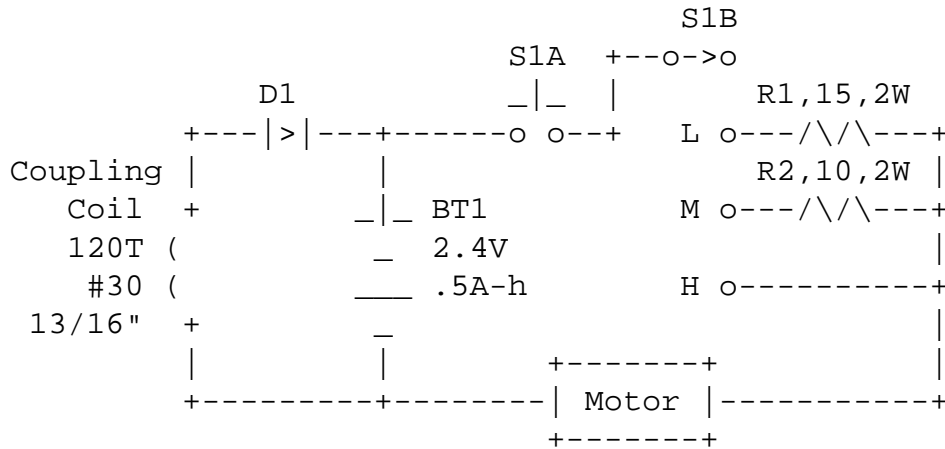 S1B
S1A +--o->o
D1 _|_ | R1,15,2W
+---|>|---+------o o--+ L o---/\/\---+
Coupling | | R2,10,2W |
Coil + _|_ BT1 M o---/\/\---+
120T ( _ 2.4V |
#30 ( ___ .5A-h H o----------+
13/16" + _ |
| | +-------+ |
+---------+--------| Motor |-----------+
+-------+